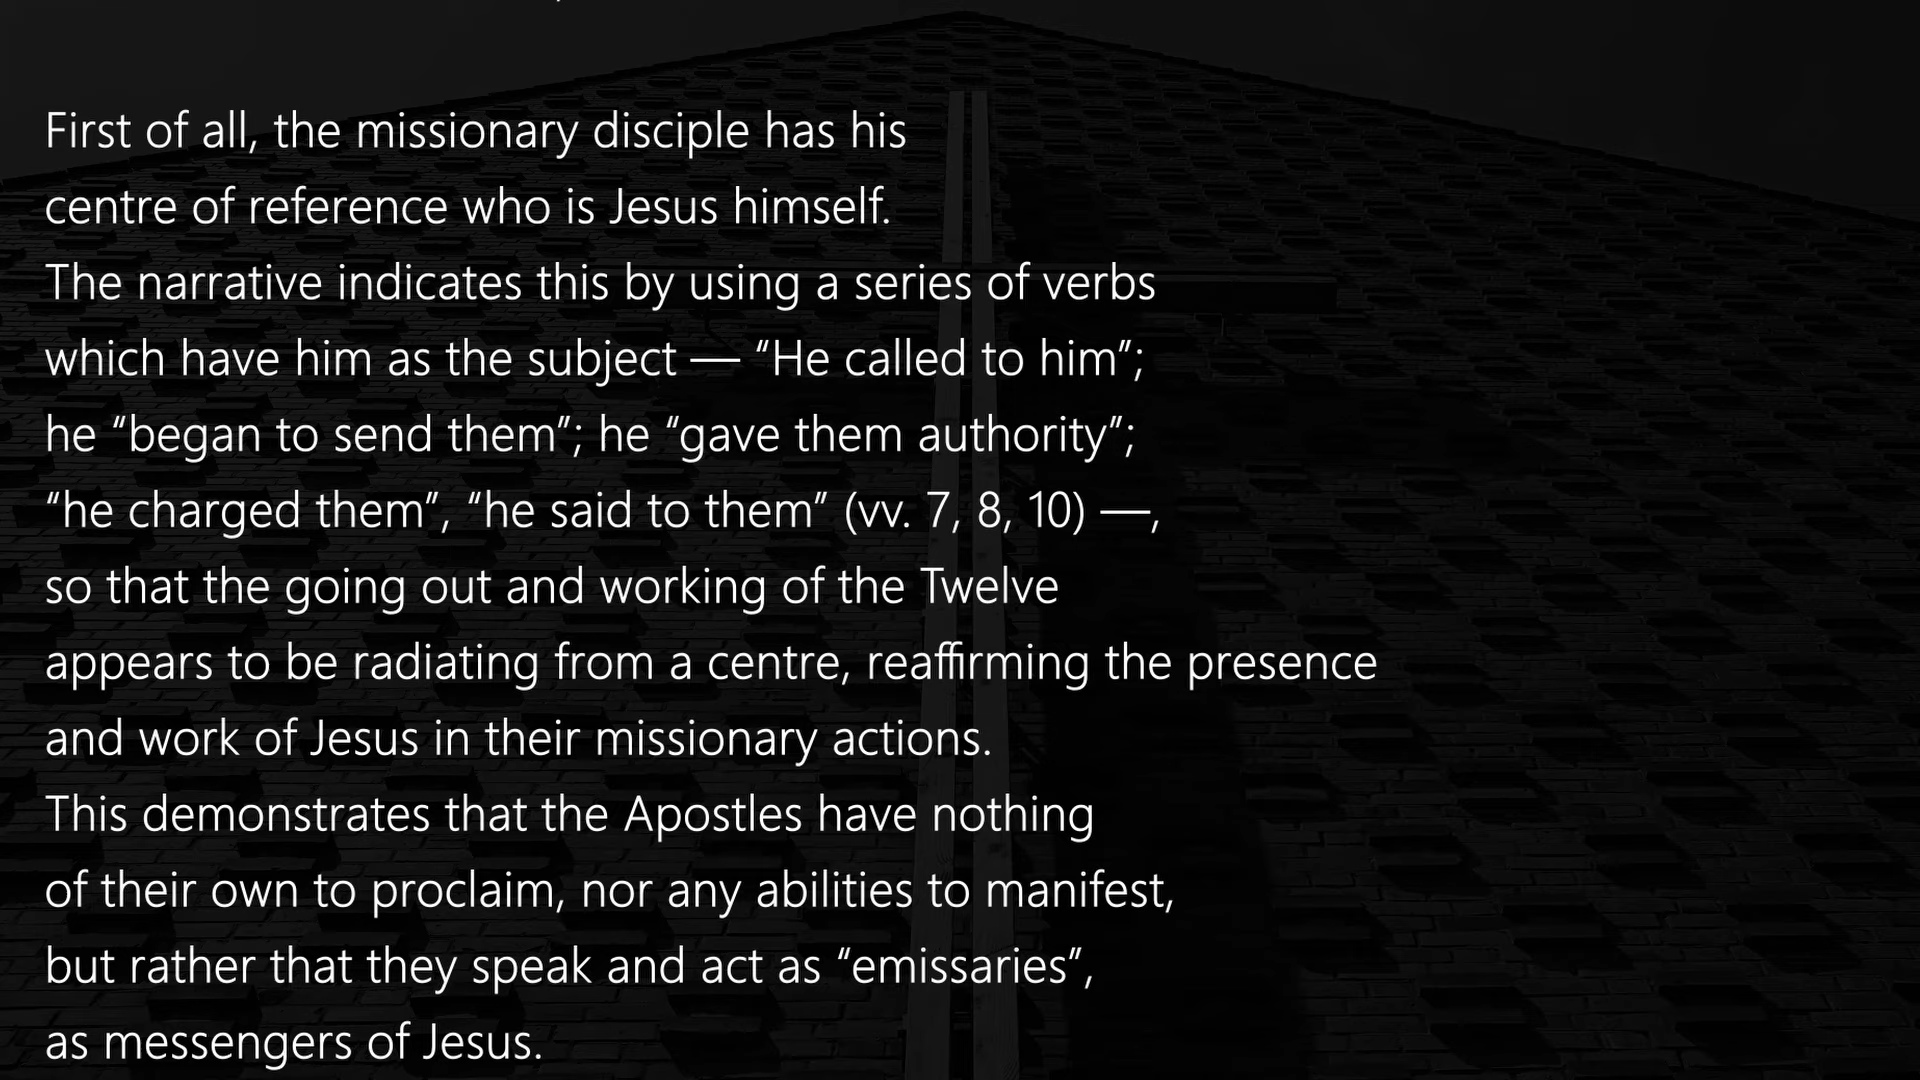 First of all, the missionary disciple has his
centre of reference who is Jesus himself.
The narrative indicates this by using a series of verbs
which have him as the subject — “He called to him”;
he “began to send them”; he “gave them authority”;
“he charged them”, “he said to them” (vv. 7, 8, 10) —,
so that the going out and working of the Twelve
appears to be radiating from a centre, reaffirming the presence
and work of Jesus in their missionary actions.
This demonstrates that the Apostles have nothing
of their own to proclaim, nor any abilities to manifest,
but rather that they speak and act as “emissaries”,
as messengers of Jesus.